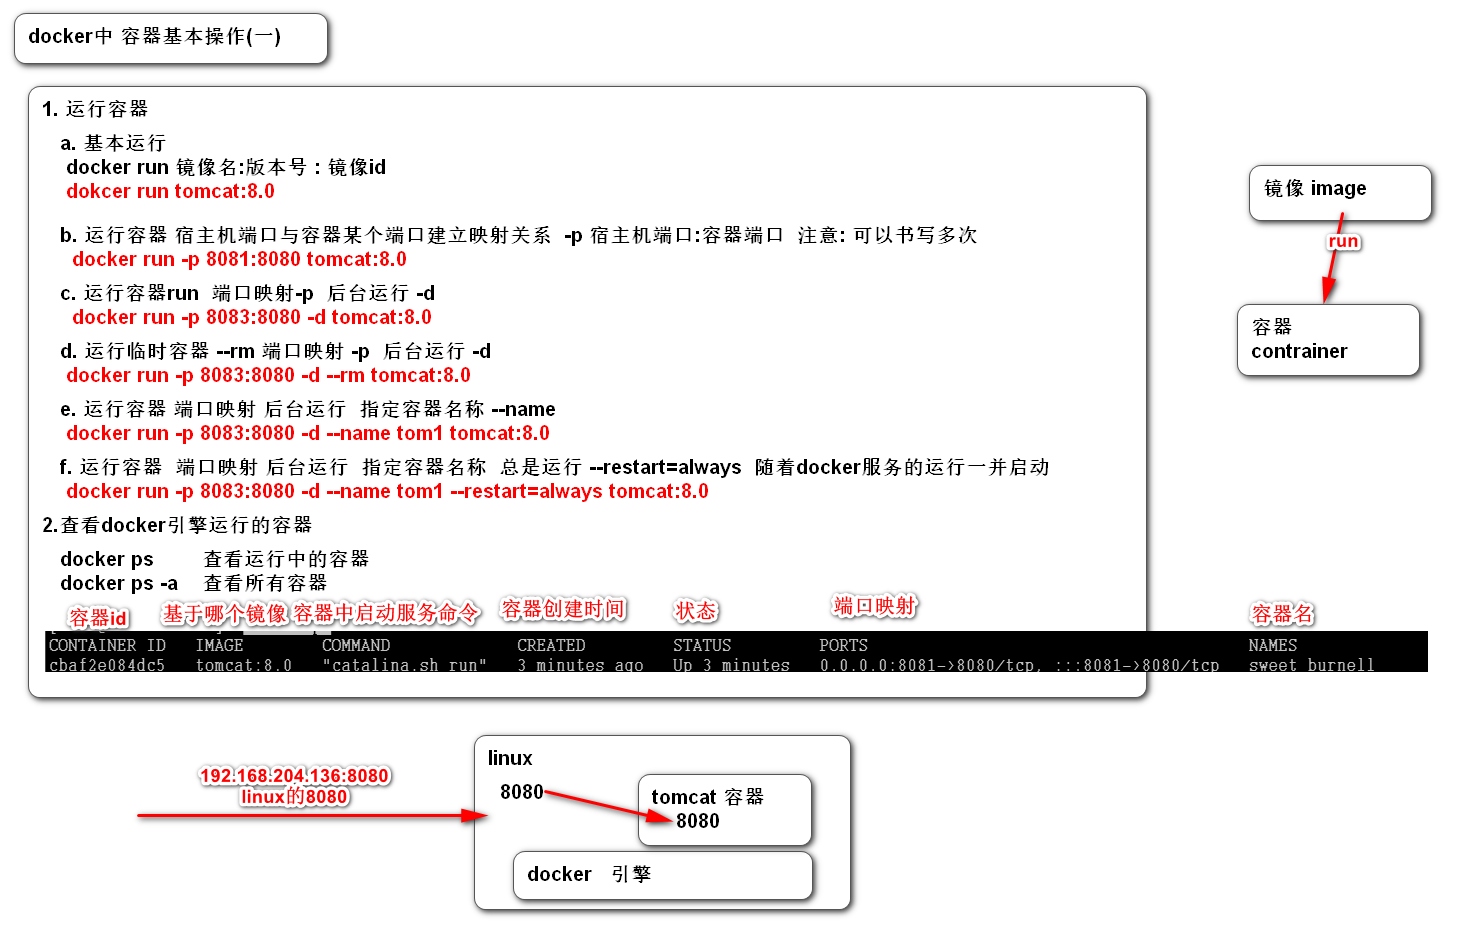 docker中 容器基本操作(一)
1. 运行容器
a. 基本运行
docker run 镜像名:版本号 : 镜像id
dokcer run tomcat:8.0
b. 运行容器 宿主机端口与容器某个端口建立映射关系 -p 宿主机端口:容器端口 注意: 可以书写多次
docker run -p 8081:8080 tomcat:8.0
c. 运行容器run 端口映射-p 后台运行 -d
docker run -p 8083:8080 -d tomcat:8.0
d. 运行临时容器 --rm 端口映射 -p 后台运行 -d
docker run -p 8083:8080 -d --rm tomcat:8.0
e. 运行容器 端口映射 后台运行 指定容器名称 --name
docker run -p 8083:8080 -d --name tom1 tomcat:8.0
f. 运行容器 端口映射 后台运行 指定容器名称 总是运行 --restart=always 随着docker服务的运行一并启动
docker run -p 8083:8080 -d --name tom1 --restart=always tomcat:8.0
2.查看docker引擎运行的容器
docker ps 查看运行中的容器
docker ps -a 查看所有容器
容器id 基于哪个镜像 容器中启动服务命令 容器创建时间 状态 端口映射 容器名
CONTAINER ID IMAGE COMMAND CREATED STATUS PORTS NAMES
cbaf2e084dc5 tomcat:8.0 "catalina.sh run" 3 minutes ago Up 3 minutes 0.0.0.0:8081->8080/tcp, :::8081->8080/tcp sweet_burnell
镜像 image
run
容器
contrainer
192.168.204.136:8080
linux的8080
linux
8080
tomcat 容器
8080
docker 引擎